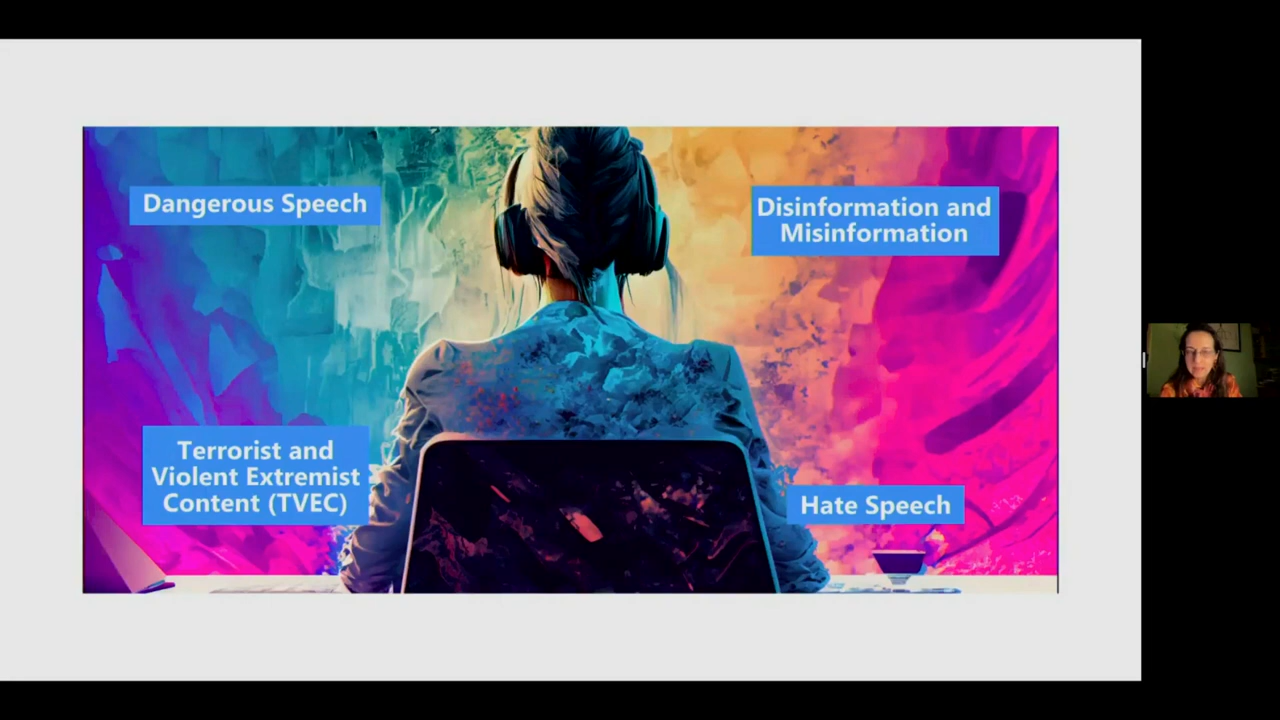 Dangerous Speech
Disinformation and
Misinformation
Terrorist and
Violent Extremist
Content (TVEC)
Hate Speech